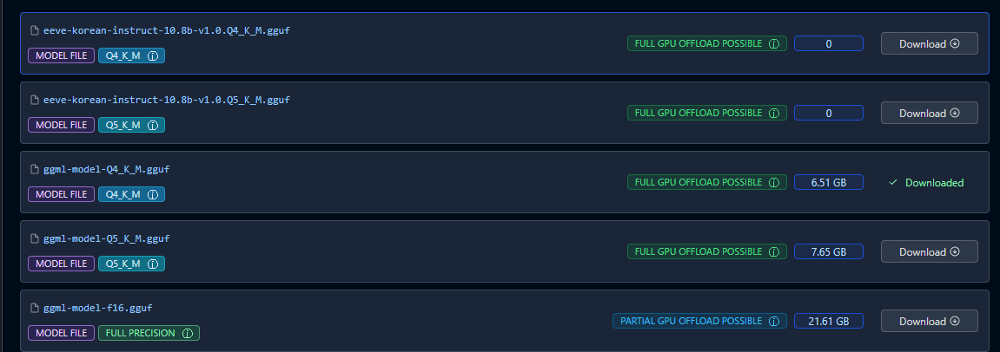 eeve-korean-instruct-10.8b-v1.0.Q4_K_M.gguf
MODEL FILE Q4_K_M FULL GPU OFFLOAD POSSIBLE 0 Download
eeve-korean-instruct-10.8b-v1.0.Q5_K_M.gguf
MODEL FILE Q5_K_M FULL GPU OFFLOAD POSSIBLE 0 Download
ggml-model-Q4_K_M.gguf
MODEL FILE Q4_K_M FULL GPU OFFLOAD POSSIBLE 6.51 GB Downloaded
ggml-model-Q5_K_M.gguf
MODEL FILE Q5_K_M FULL GPU OFFLOAD POSSIBLE 7.65 GB Download
ggml-model-f16.gguf
MODEL FILE FULL PRECISION PARTIAL GPU OFFLOAD POSSIBLE 21.61 GB Download